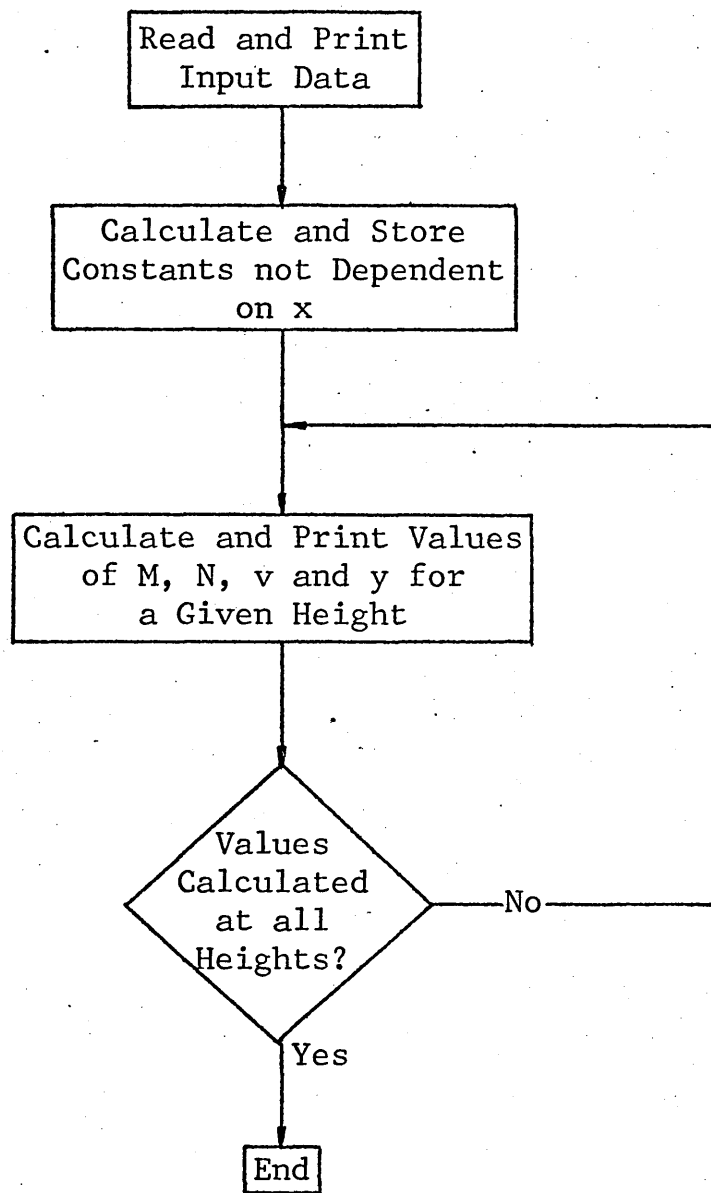 Read and Print
Input Data
Calculate and Store
Constants not Dependent
on x
Calculate and Print Values
of M, N, v and y for
a Given Height
Values
Calculated
at all
Heights?
No
Yes
End